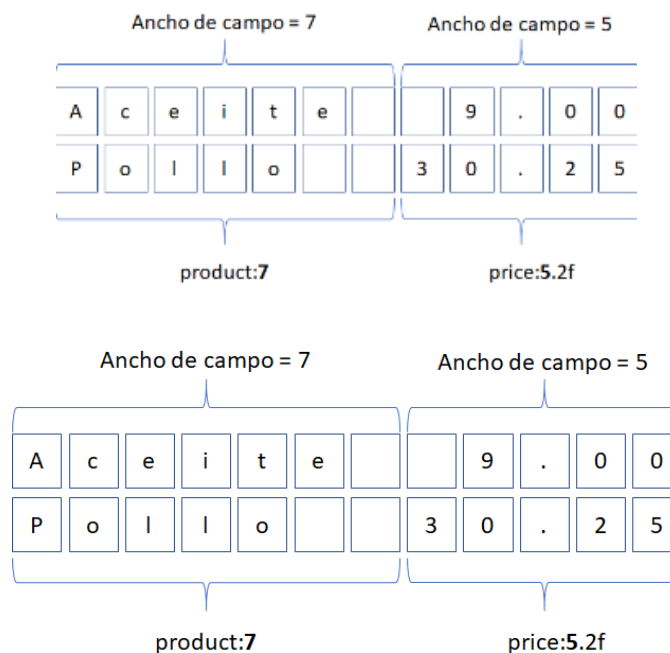 Ancho de campo = 7 Ancho de campo = 5
A c e i t e 9 . 0 0
P o l l o 3 0 . 2 5
product:7 price:5.2f
Ancho de campo = 7 Ancho de campo = 5
A c e i t e 9 . 0 0
P o l l o 3 0 . 2 5
product:7 price:5.2f